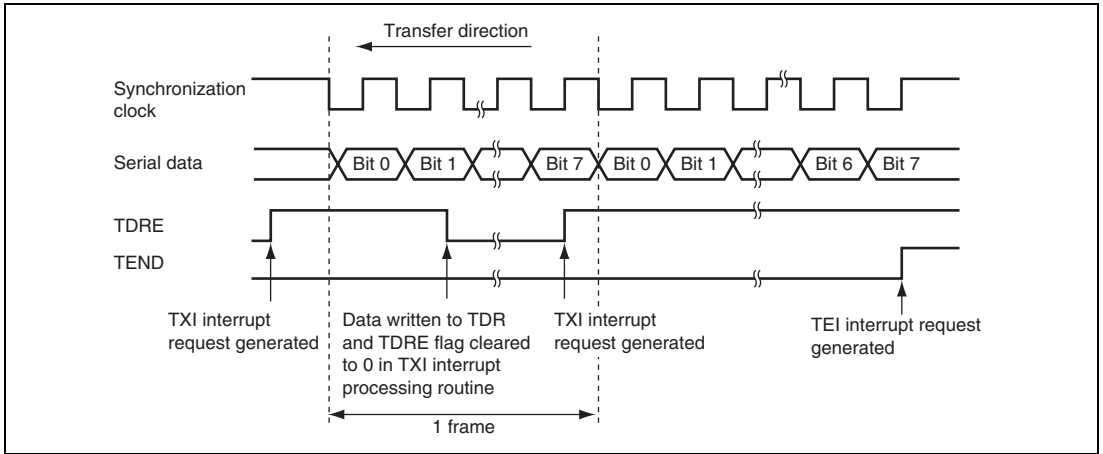 Transfer direction
Synchronization
clock
Serial data
Bit 0
Bit 1
Bit 7
Bit 0
Bit 1
Bit 6
Bit 7
TDRE
TEND
TXI interrupt
request generated
Data written to TDR
and TDRE flag cleared
to 0 in TXI interrupt
processing routine
TXI interrupt
request generated
TEI interrupt request
generated
1 frame